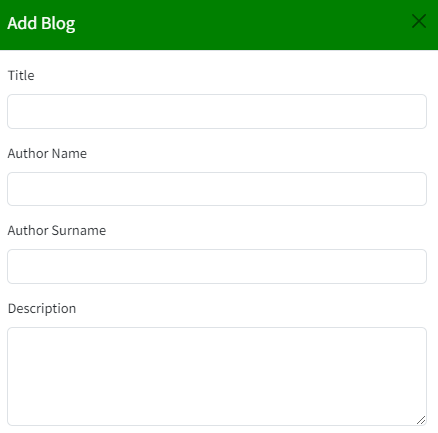 Add Blog
Title
Author Name
Author Surname
Description